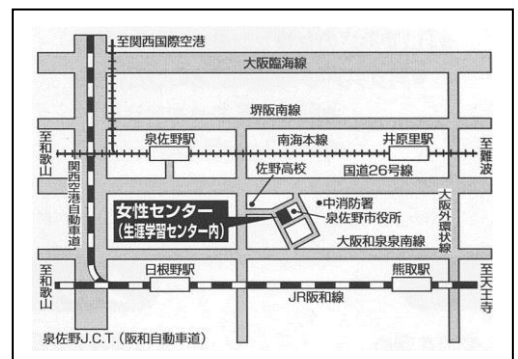 至関西国際空港
大阪臨海線
堺阪南線
泉佐野駅
南海本線
井原里駅
至和歌山
至難波
関西空港自動車道
佐野高校
国道26号線
女性センター
(生涯学習センター内)
•中消防署
泉佐野市役所
大阪外環状線
大阪和泉泉南線
日根野駅
熊取駅
至和歌山
JR阪和線
至天王寺
泉佐野J.C.T.(阪和自動車道)